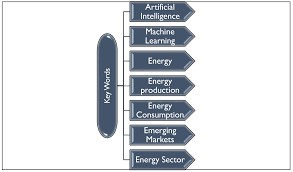 Key Words
Artificial
Intelligence
Machine
Learning
Energy
Energy
production
Energy
Consumption
Emerging
Markets
Energy Sector